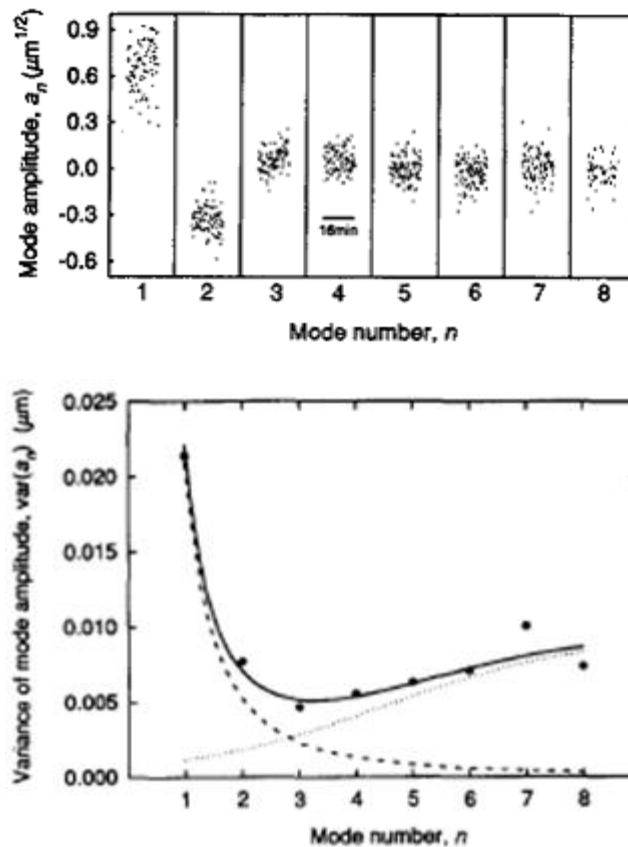 Mode amplitude, aₙ (μm¹ᐟ²)
0.9
0.6
0.3
0.0
-0.3
-0.6
16min
1 2 3 4 5 6 7 8
Mode number, n
Variance of mode amplitude, var(aₙ) (μm)
0.025
0.020
0.015
0.010
0.005
0.000
1 2 3 4 5 6 7 8
Mode number, n